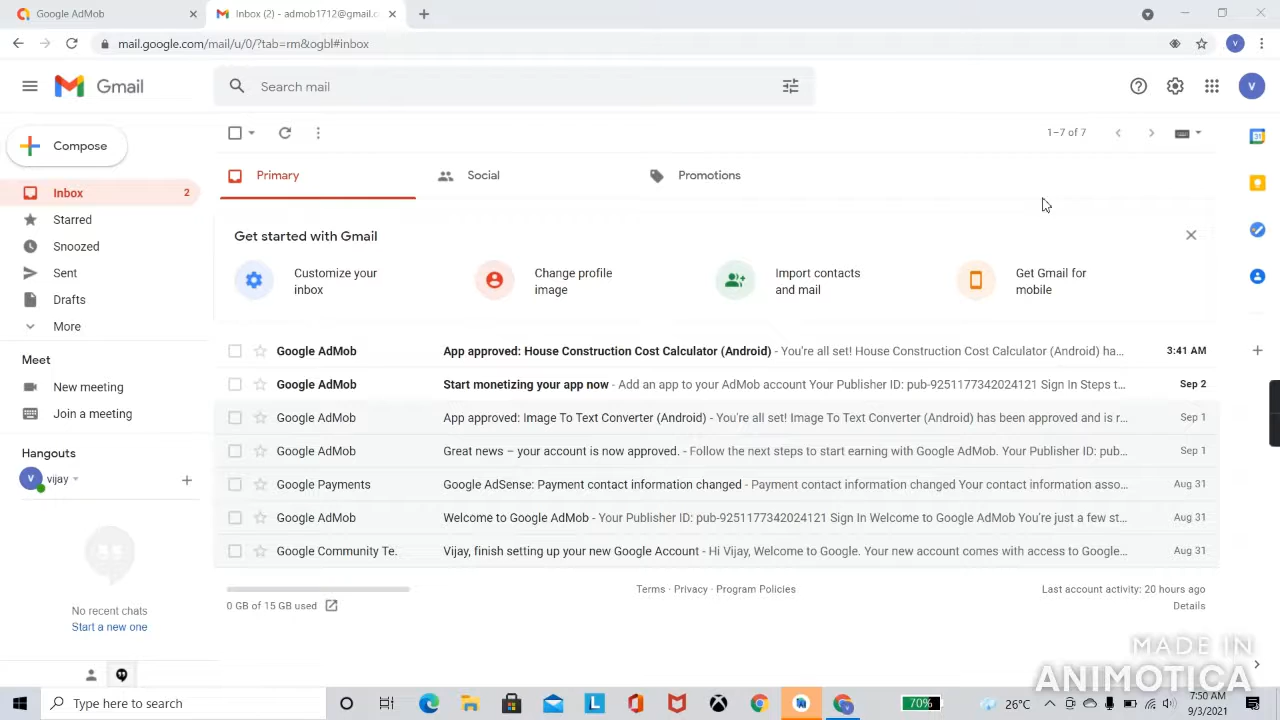 Google AdMob
Inbox (2) - admob1712@gmail.c
mail.google.com/mail/u/0/?tab=rm&ogbl#inbox
V
Gmail
Search mail
V
Compose
1–7 of 7
31
Primary
Social
Promotions
Inbox 2
Starred
Snoozed
Sent
Drafts
More
Get started with Gmail
Customize your
inbox
Change profile
image
Import contacts
and mail
Get Gmail for
mobile
Google AdMob App approved: House Construction Cost Calculator (Android) - You're all set! House Construction Cost Calculator (Android) ha... 3:41 AM
Google AdMob Start monetizing your app now - Add an app to your AdMob account Your Publisher ID: pub-9251177342024121 Sign In Steps t... Sep 2
Google AdMob App approved: Image To Text Converter (Android) - You're all set! Image To Text Converter (Android) has been approved and is r... Sep 1
Google AdMob Great news – your account is now approved. - Follow the next steps to start earning with Google AdMob. Your Publisher ID: pub... Sep 1
Google Payments Google AdSense: Payment contact information changed - Payment contact information changed Your contact information asso... Aug 31
Google AdMob Welcome to Google AdMob - Your Publisher ID: pub-9251177342024121 Sign In Welcome to Google AdMob You're just a few st... Aug 31
Google Community Te. Vijay, finish setting up your new Google Account - Hi Vijay, Welcome to Google. Your new account comes with access to Google... Aug 31
Meet
New meeting
Join a meeting
Hangouts
V vijay
No recent chats
Start a new one
0 GB of 15 GB used
Terms · Privacy · Program Policies
Last account activity: 20 hours ago
Details
MADE IN
ANIMOTICA
Type here to search
L
70%
26°C
7:50 AM
9/3/2021